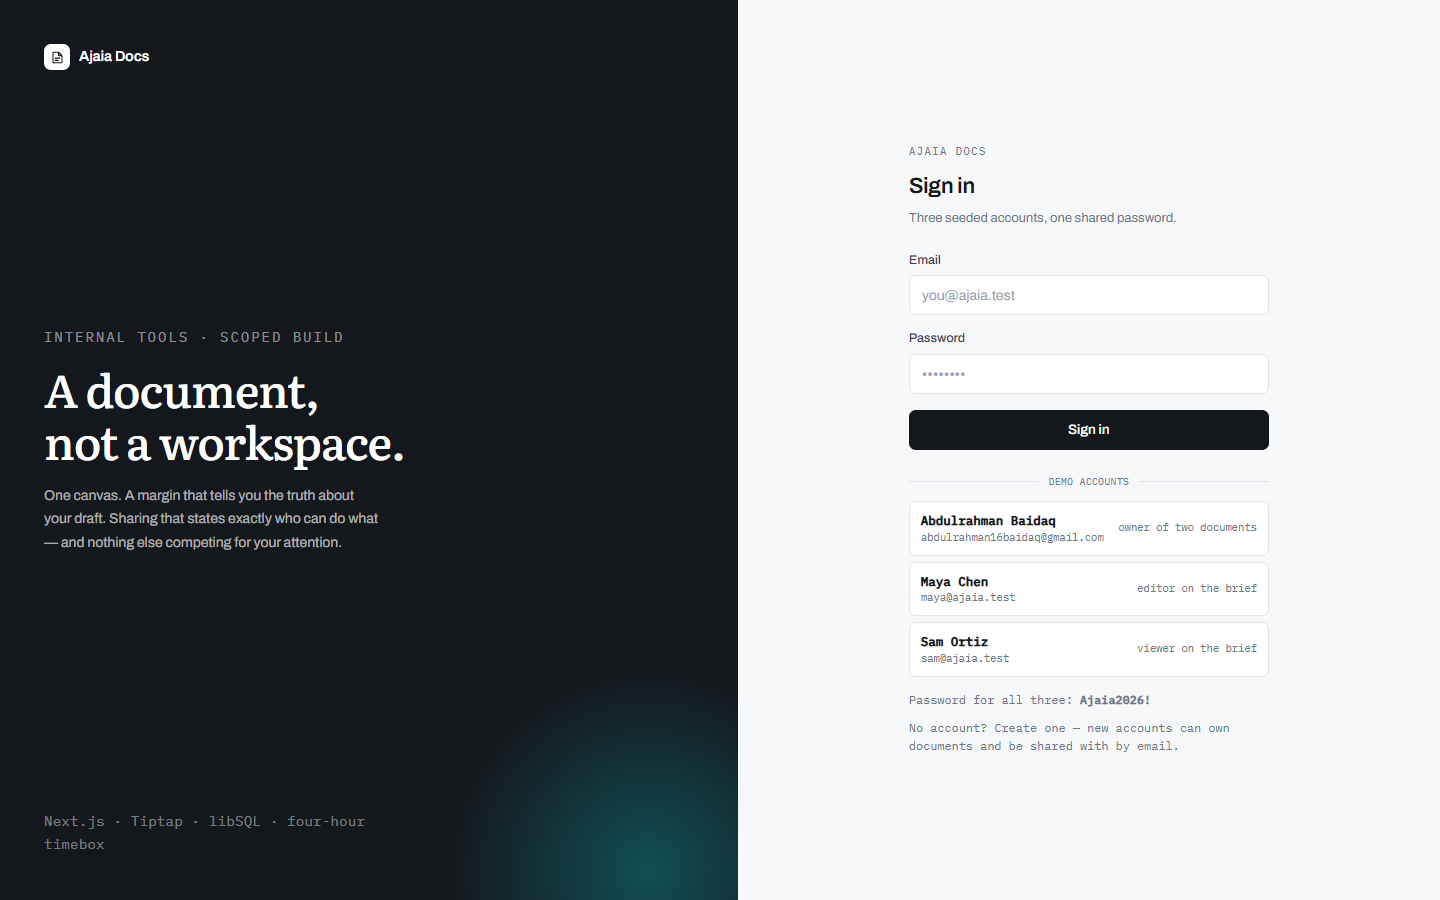 Ajaia Docs
INTERNAL TOOLS · SCOPED BUILD
A document,
not a workspace.
One canvas. A margin that tells you the truth about
your draft. Sharing that states exactly who can do what
— and nothing else competing for your attention.
Next.js · Tiptap · libSQL · four-hour
timebox
AJAIA DOCS
Sign in
Three seeded accounts, one shared password.
Email
you@ajaia.test
Password
••••••••
Sign in
DEMO ACCOUNTS
Abdulrahman Baidaq
abdulrahman16baidaq@gmail.com
owner of two documents
Maya Chen
maya@ajaia.test
editor on the brief
Sam Ortiz
sam@ajaia.test
viewer on the brief
Password for all three: Ajaia2026!
No account? Create one — new accounts can own
documents and be shared with by email.